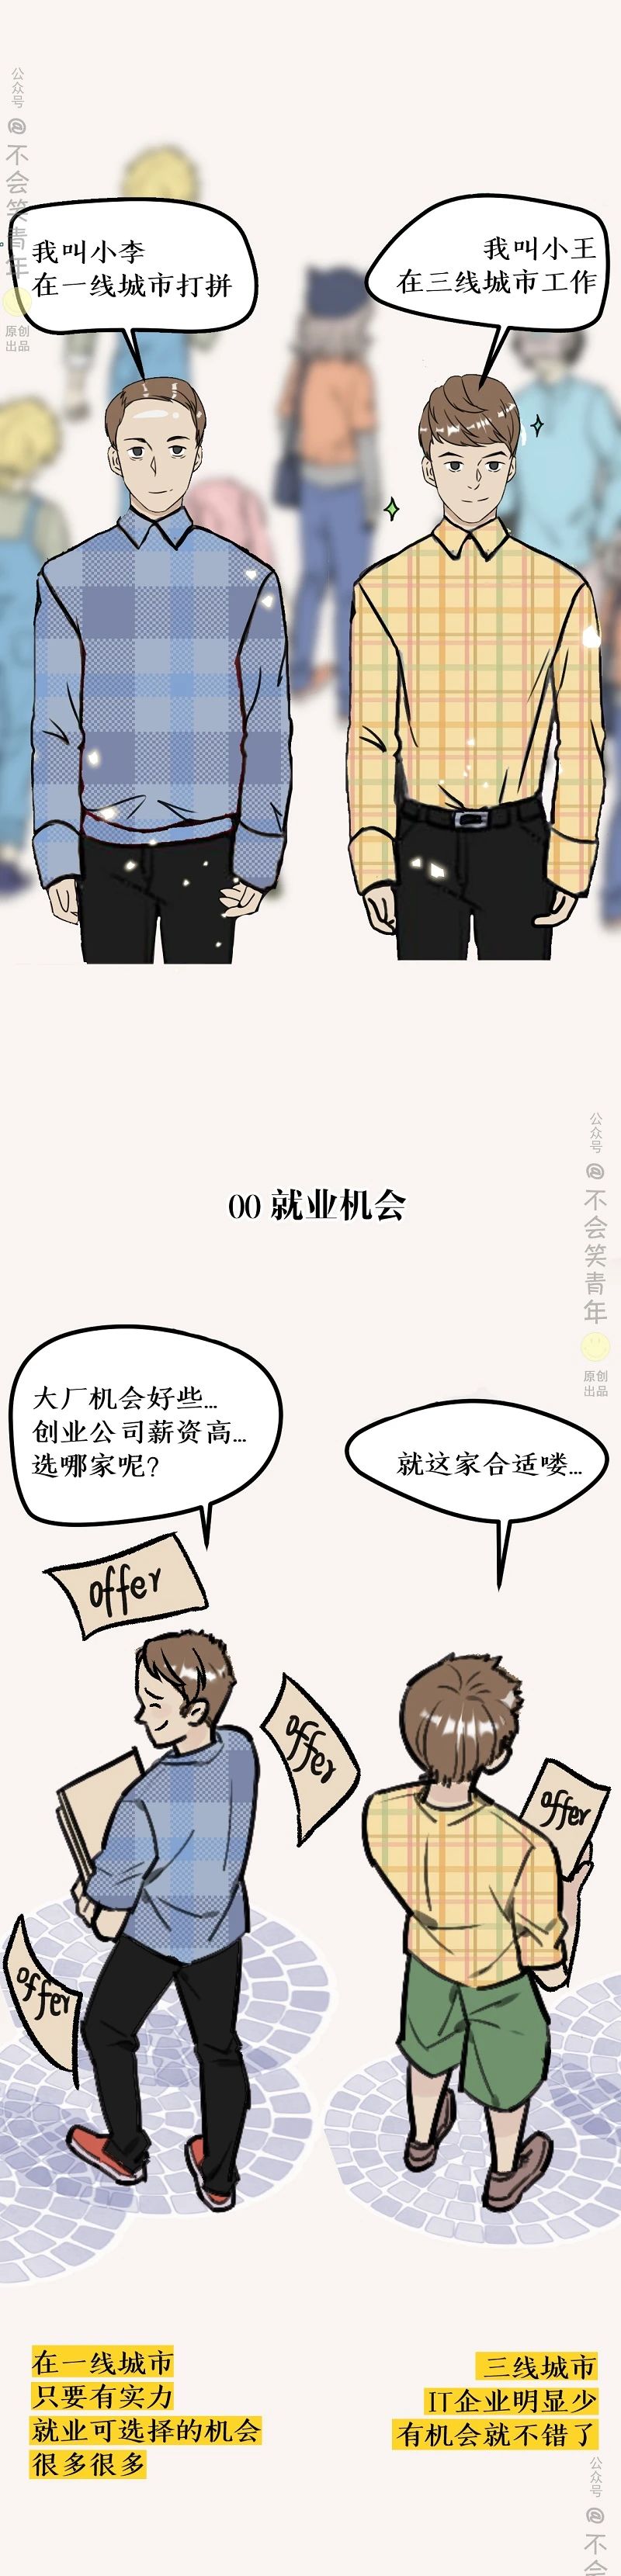 公众号@不会笑青年
原创
出品
我叫小李
在一线城市打拼
我叫小王
在三线城市工作
公众号@不会笑青年
原创
出品
00 就业机会
大厂机会好些...
创业公司薪资高...
选哪家呢?
就这家合适喽...
offer
offer
offer
offer
在一线城市
只要有实力
就业可选择的机会
很多很多
三线城市
IT企业明显少
有机会就不错了
公众号@不会